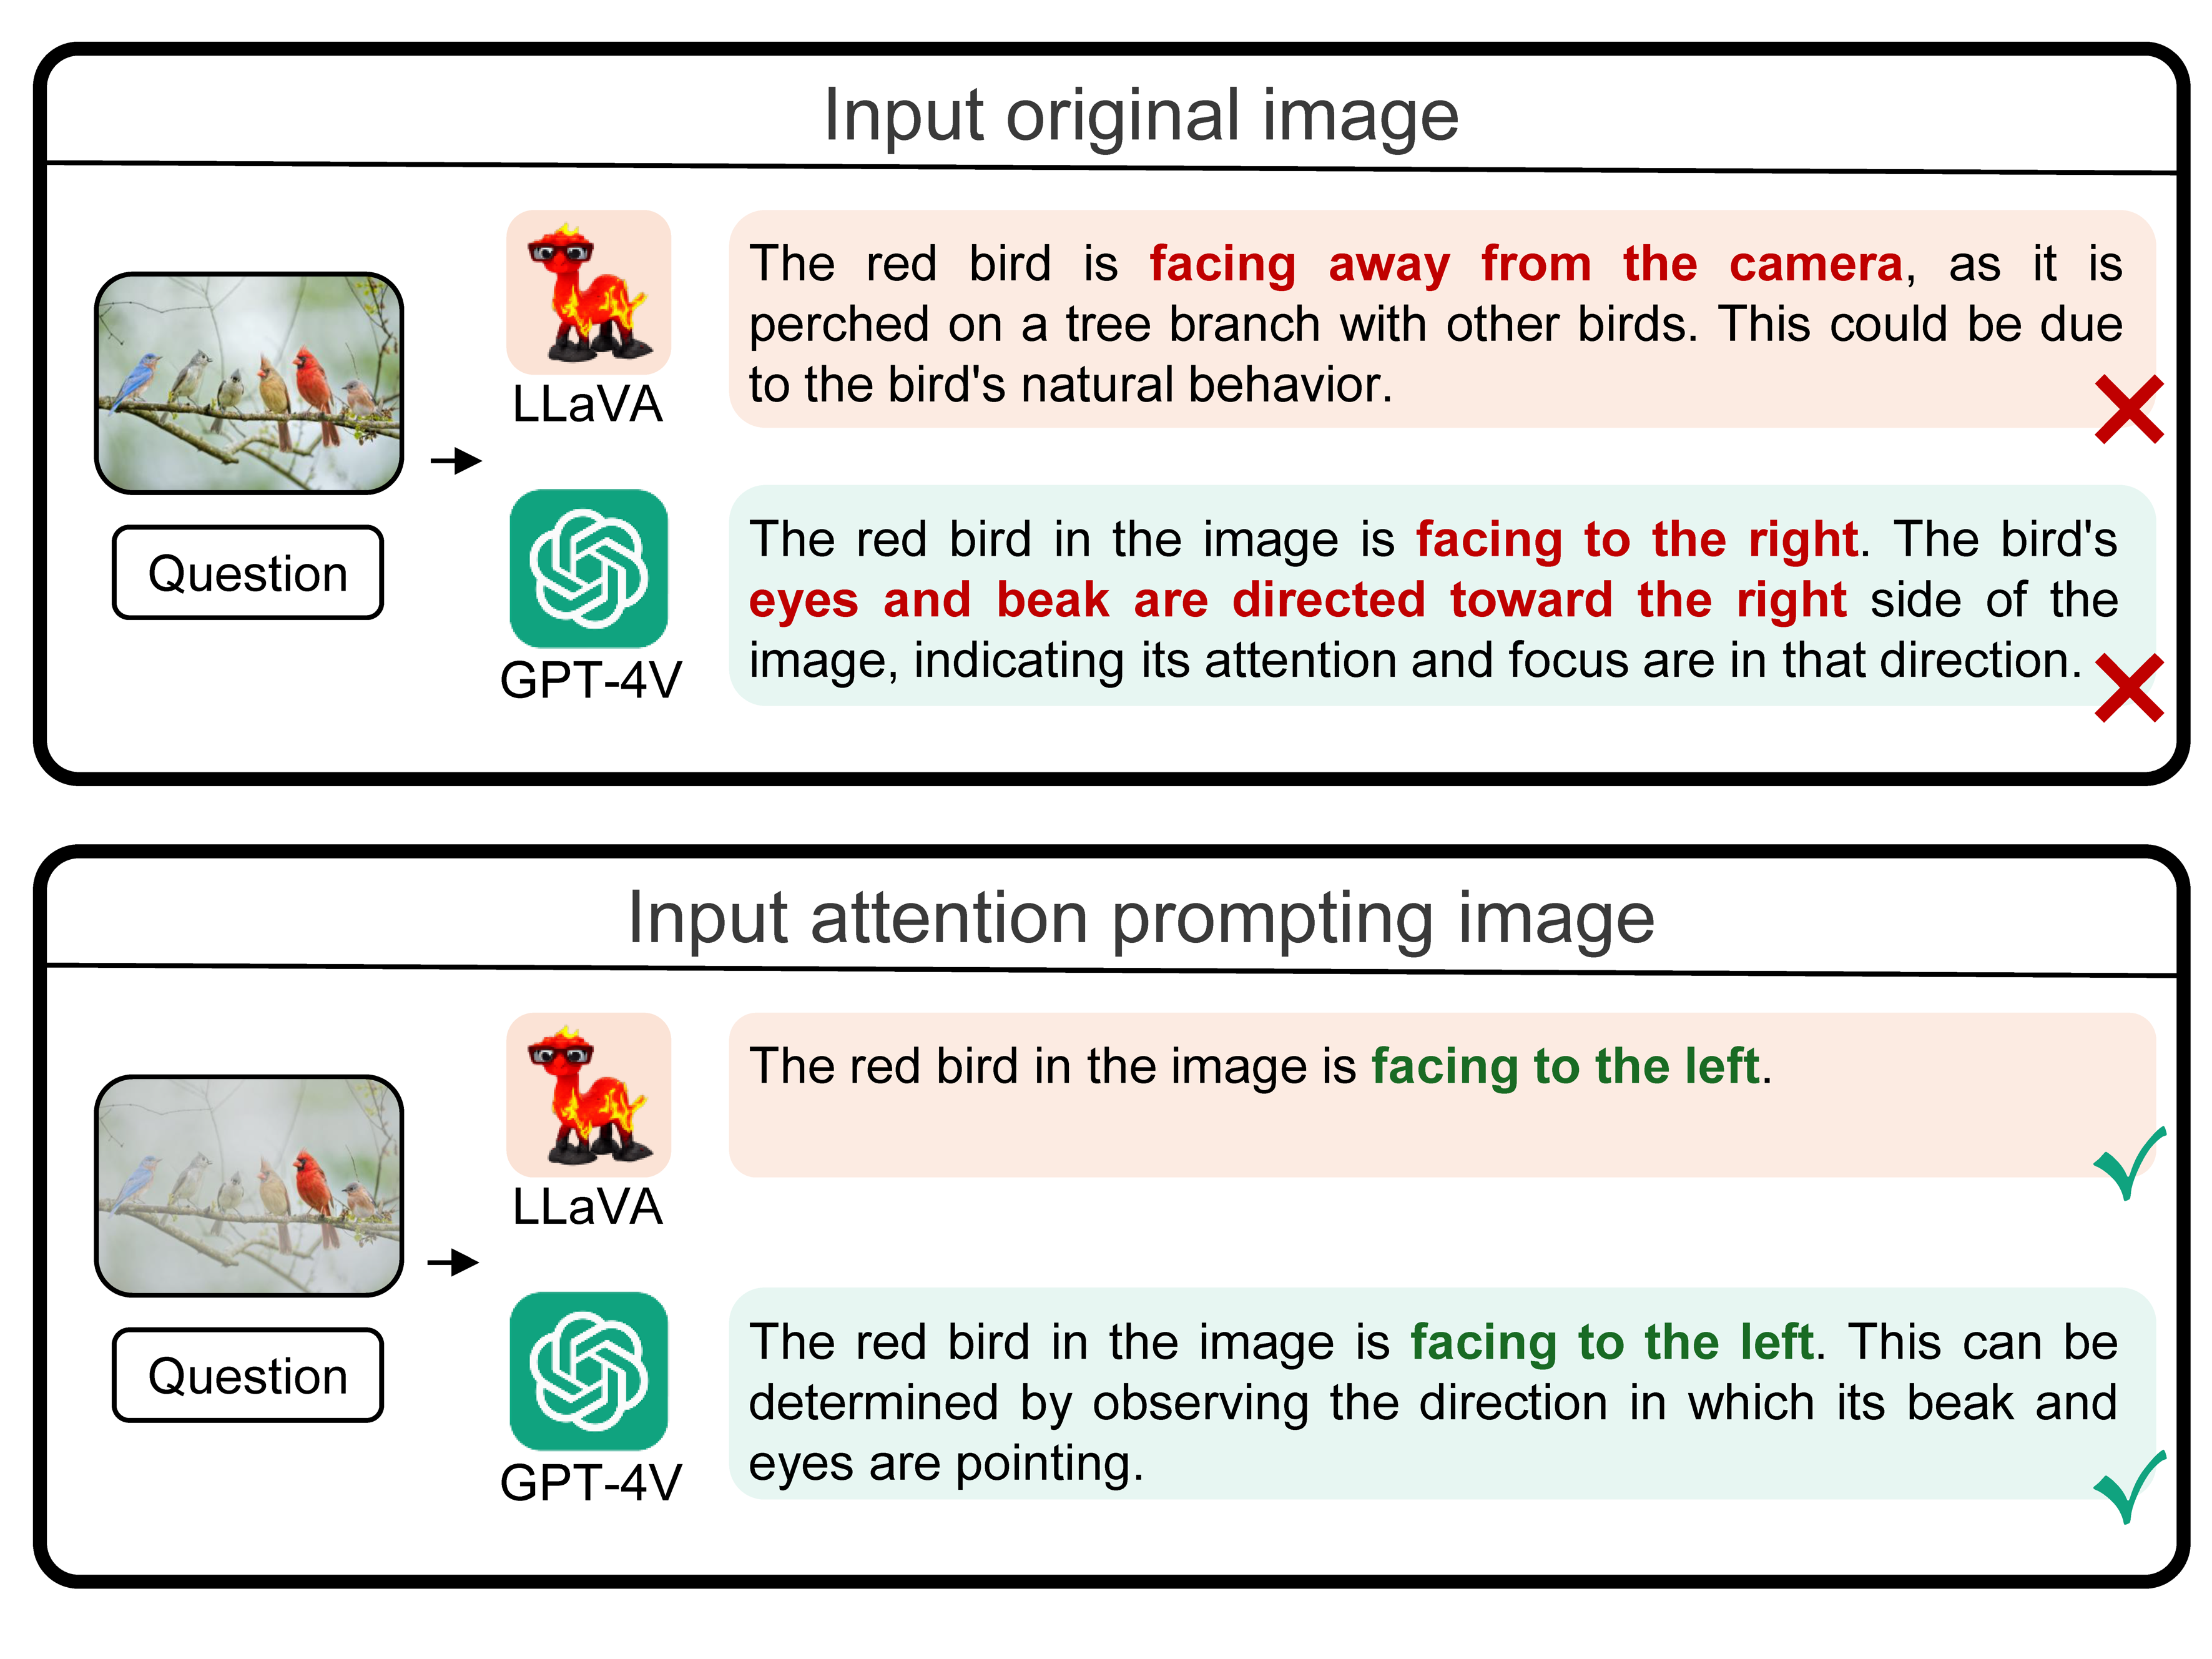 Input original image
LLaVA
The red bird is facing away from the camera, as it is
perched on a tree branch with other birds. This could be due
to the bird's natural behavior.
Question
GPT-4V
The red bird in the image is facing to the right. The bird's
eyes and beak are directed toward the right side of the
image, indicating its attention and focus are in that direction.
Input attention prompting image
LLaVA
The red bird in the image is facing to the left.
Question
GPT-4V
The red bird in the image is facing to the left. This can be
determined by observing the direction in which its beak and
eyes are pointing.